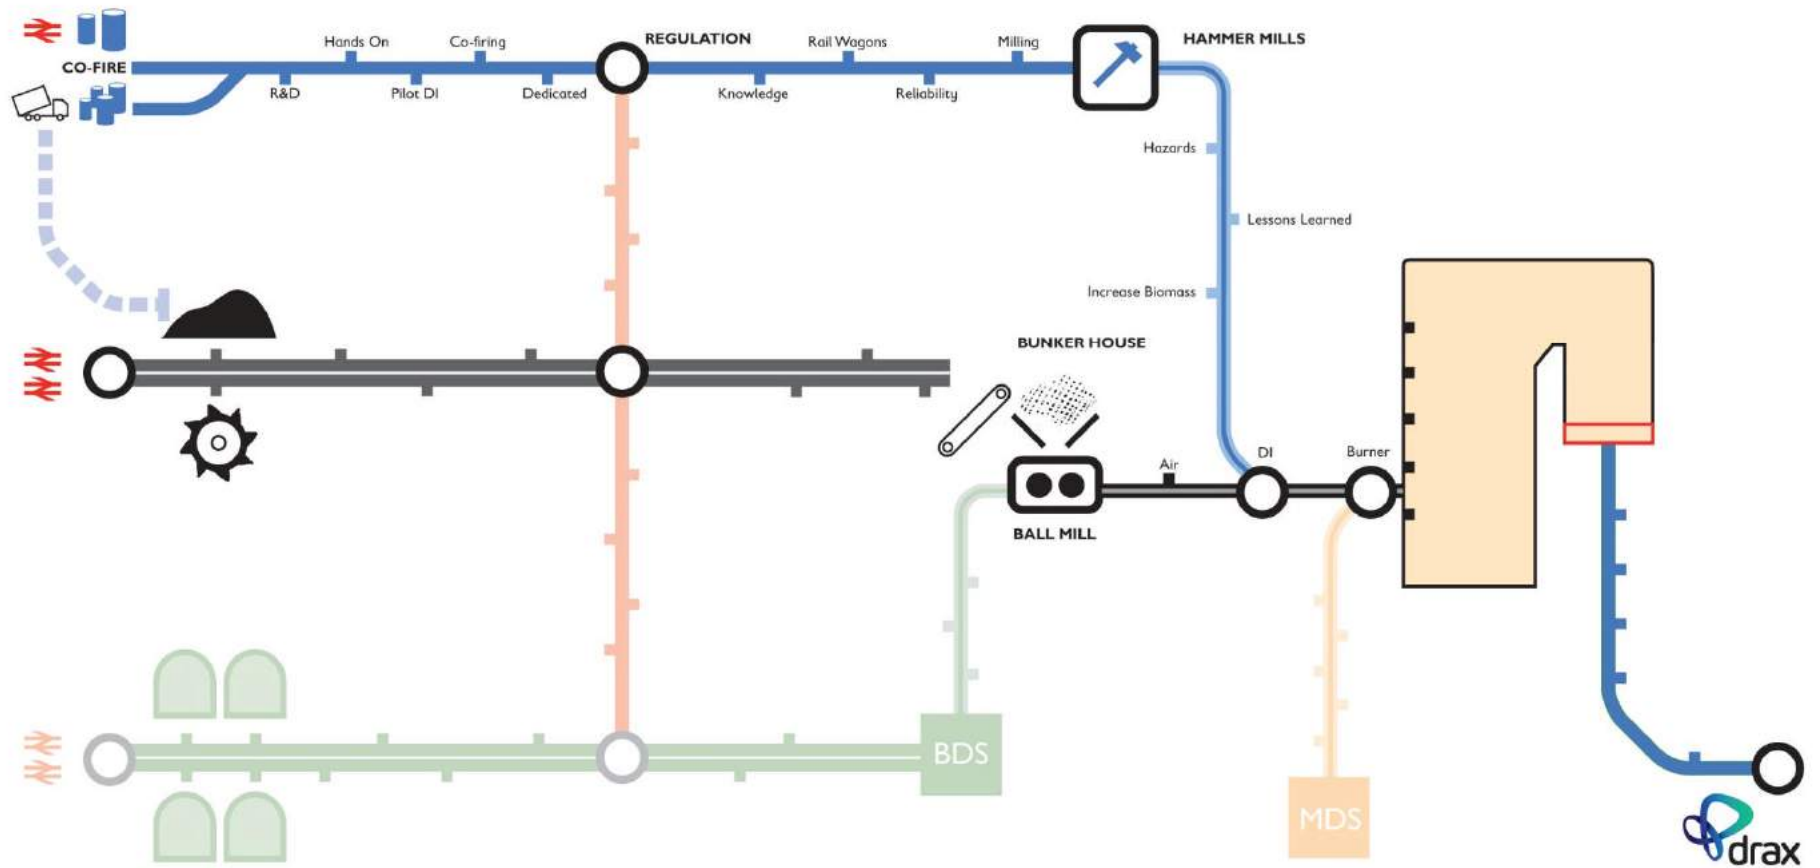 Hands On
Co-firing
REGULATION
Rail Wagons
Milling
HAMMER MILLS
CO-FIRE
R&D
Pilot DI
Dedicated
Knowledge
Reliability
Hazards
Lessons Learned
Increase Biomass
BUNKER HOUSE
Air
DI
Burner
BALL MILL
BDS
MDS
drax